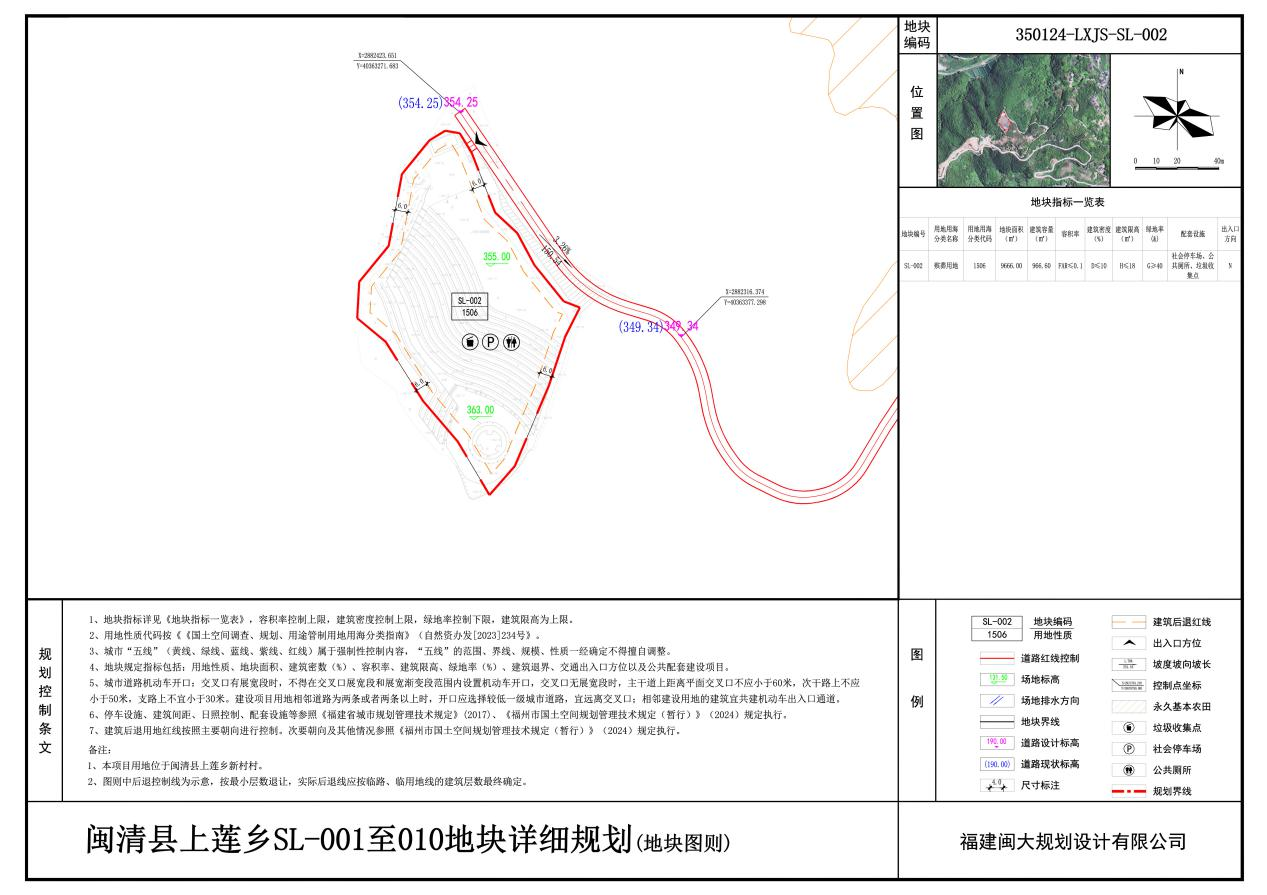 X=2882423.651
Y=40363271.683
(354.25)354.25
6.0
6.0
3.26%
160.54
355.00
SL-002
1506
P
X=2882316.374
Y=40363377.298
(349.34)349.34
6.0
6.0
363.00
地块编码
350124-LXJS-SL-002
位置图
N
0 10 20 40m
地块指标一览表
地块编号 用地用海分类名称 用地用海分类代码 地块面积(㎡) 建筑容量(㎡) 容积率 建筑密度(%) 建筑限高(㎡) 绿地率(%) 配套设施 出入口方向
SL-002 殡葬用地 1506 9666.00 966.60 FAR≤0.1 D≤10 H≤18 G≥40 社会停车场、公共厕所、垃圾收集点 N
规划控制条文
1、地块指标详见《地块指标一览表》，容积率控制上限，建筑密度控制上限，绿地率控制下限，建筑限高为上限。
2、用地性质代码按《《国土空间调查、规划、用途管制用地用海分类指南》（自然资办发[2023]234号》。
3、城市“五线”（黄线、绿线、蓝线、紫线、红线）属于强制性控制内容，“五线”的范围、界线、规模、性质一经确定不得擅自调整。
4、地块规定指标包括：用地性质、地块面积、建筑密数（%）、容积率、建筑限高、绿地率（%）、建筑退界、交通出入口方位以及公共配套建设项目。
5、城市道路机动车开口：交叉口有展宽段时，不得在交叉口展宽段和展宽渐变段范围内设置机动车开口，交叉口无展宽段时，主干道上距离平面交叉口不应小于60米，次干路上不应
小于50米，支路上不宜小于30米。建设项目用地相邻道路为两条或者两条以上时，开口应选择较低一级城市道路，宜远离交叉口；相邻建设用地的建筑宜共建机动车出入口通道。
6、停车设施、建筑间距、日照控制、配套设施等参照《福建省城市规划管理技术规定》（2017）、《福州市国土空间规划管理技术规定（暂行）》（2024）规定执行。
7、建筑后退用地红线按照主要朝向进行控制。次要朝向及其他情况参照《福州市国土空间规划管理技术规定（暂行）》（2024）规定执行。
备注:
1、本项目用地位于闽清县上莲乡新村村。
2、图则中后退控制线为示意，按最小层数退让，实际后退线应按临路、临用地线的建筑层数最终确定。
图例
SL-002 地块编码
1506 用地性质
道路红线控制
131.50 场地标高
场地排水方向
地块界线
190.00 道路设计标高
(190.00) 道路现状标高
4.0 尺寸标注
建筑后退红线
出入口方位
坡度坡向坡长
控制点坐标
永久基本农田
垃圾收集点
P 社会停车场
公共厕所
规划界线
闽清县上莲乡SL-001至010地块详细规划(地块图则)
福建闽大规划设计有限公司